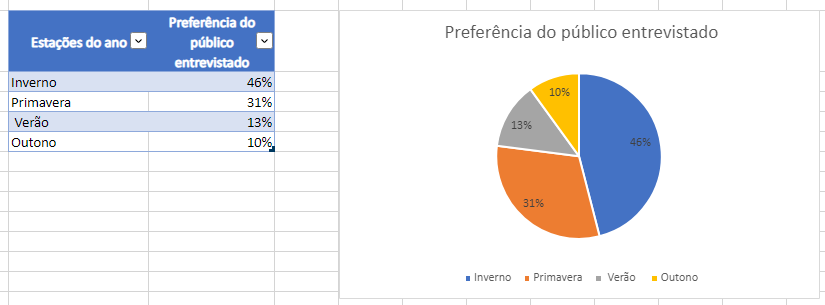 Estações do ano
Preferência do
público
entrevistado
Inverno 46%
Primavera 31%
Verão 13%
Outono 10%
Preferência do público entrevistado
10%
13%
46%
31%
Inverno Primavera Verão Outono